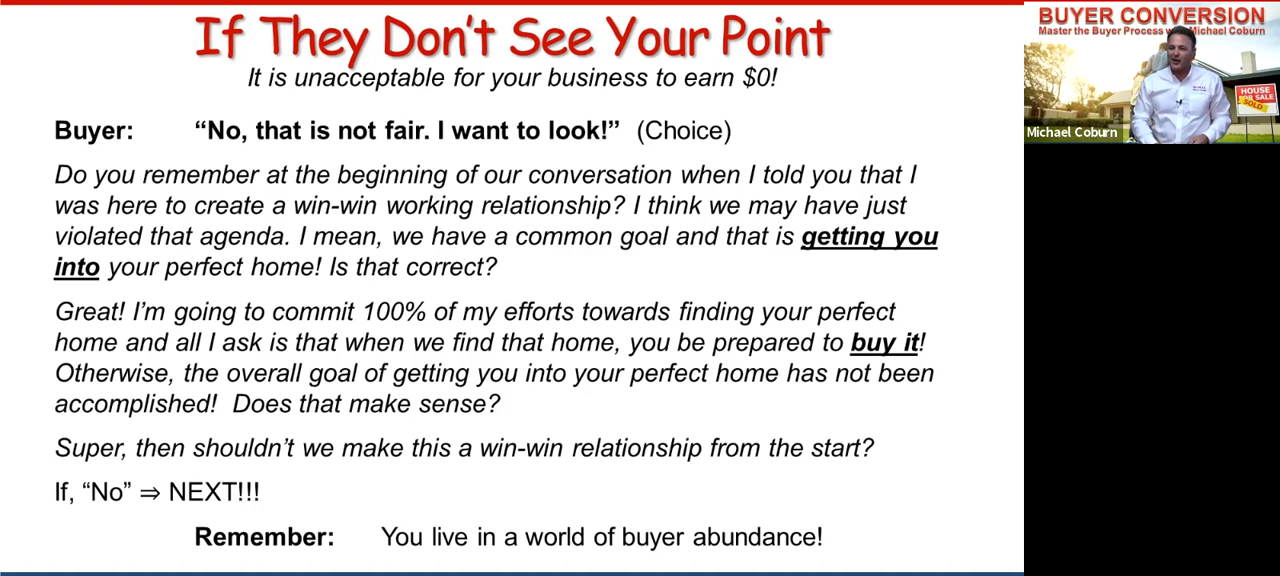 If They Don't See Your Point
It is unacceptable for your business to earn $0!
Buyer: “No, that is not fair. I want to look!” (Choice)
Do you remember at the beginning of our conversation when I told you that I
was here to create a win-win working relationship? I think we may have just
violated that agenda. I mean, we have a common goal and that is getting you
into your perfect home! Is that correct?
Great! I’m going to commit 100% of my efforts towards finding your perfect
home and all I ask is that when we find that home, you be prepared to buy it!
Otherwise, the overall goal of getting you into your perfect home has not been
accomplished! Does that make sense?
Super, then shouldn’t we make this a win-win relationship from the start?
If, “No” ⇒ NEXT!!!
Remember: You live in a world of buyer abundance!
BUYER CONVERSION
Master the Buyer Process Michael Coburn
HOUSE
FOR SALE
SOLD
Michael Coburn